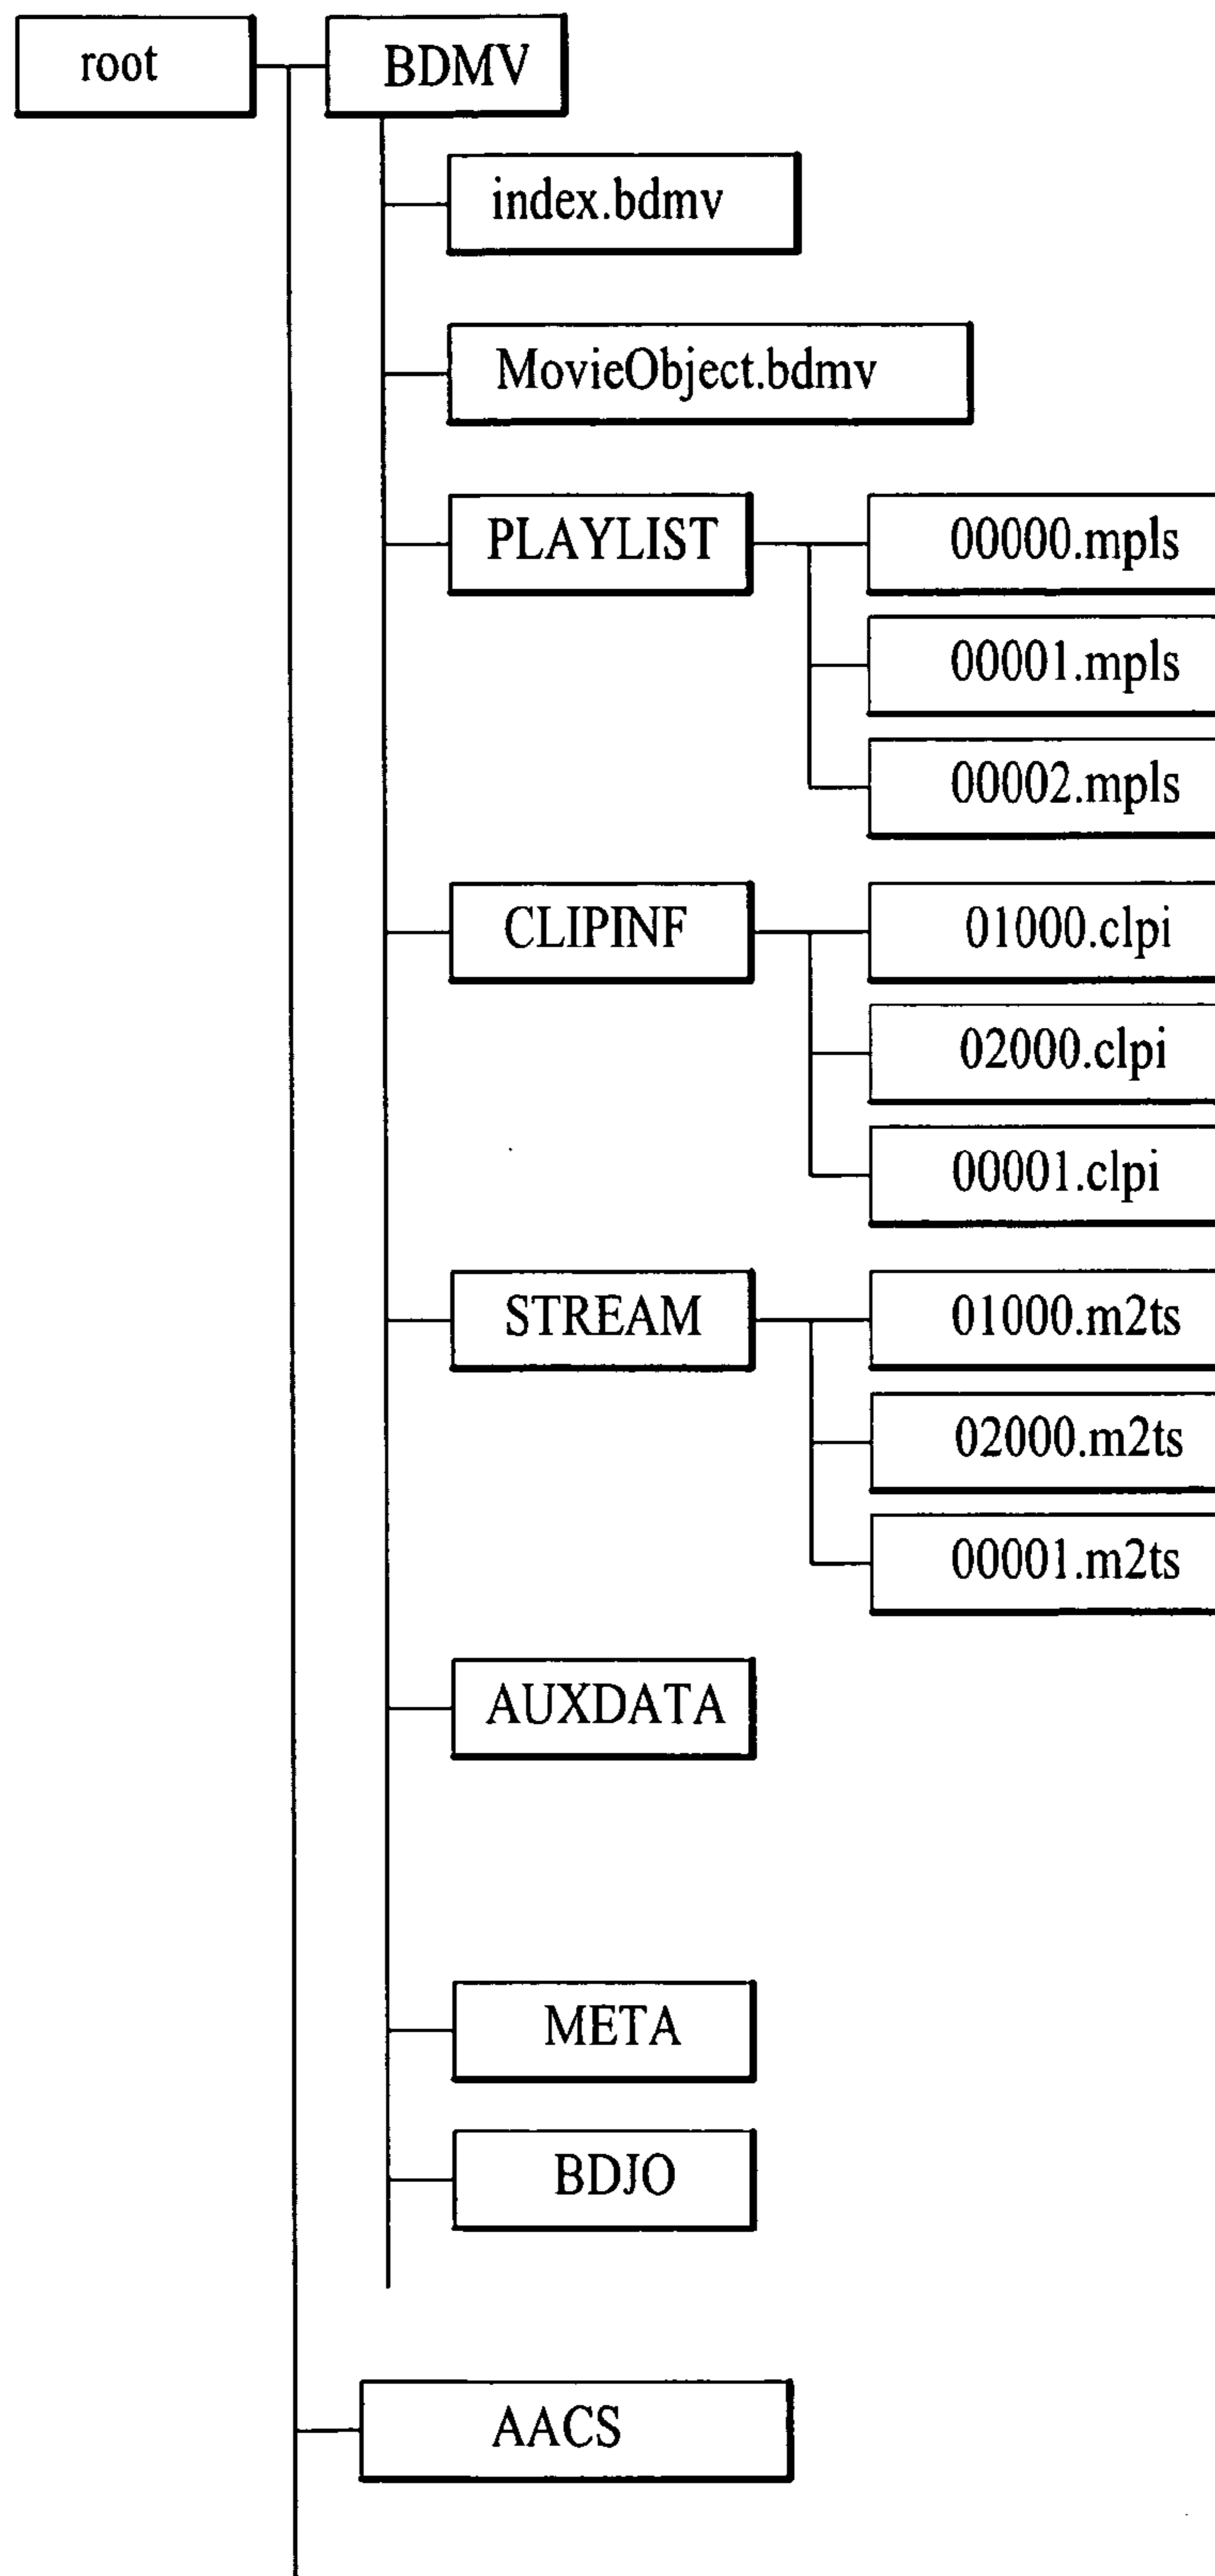 root
BDMV
index.bdmv
MovieObject.bdmv
PLAYLIST
00000.mpls
00001.mpls
00002.mpls
CLIPINF
01000.clpi
02000.clpi
00001.clpi
STREAM
01000.m2ts
02000.m2ts
00001.m2ts
AUXDATA
META
BDJO
AACS